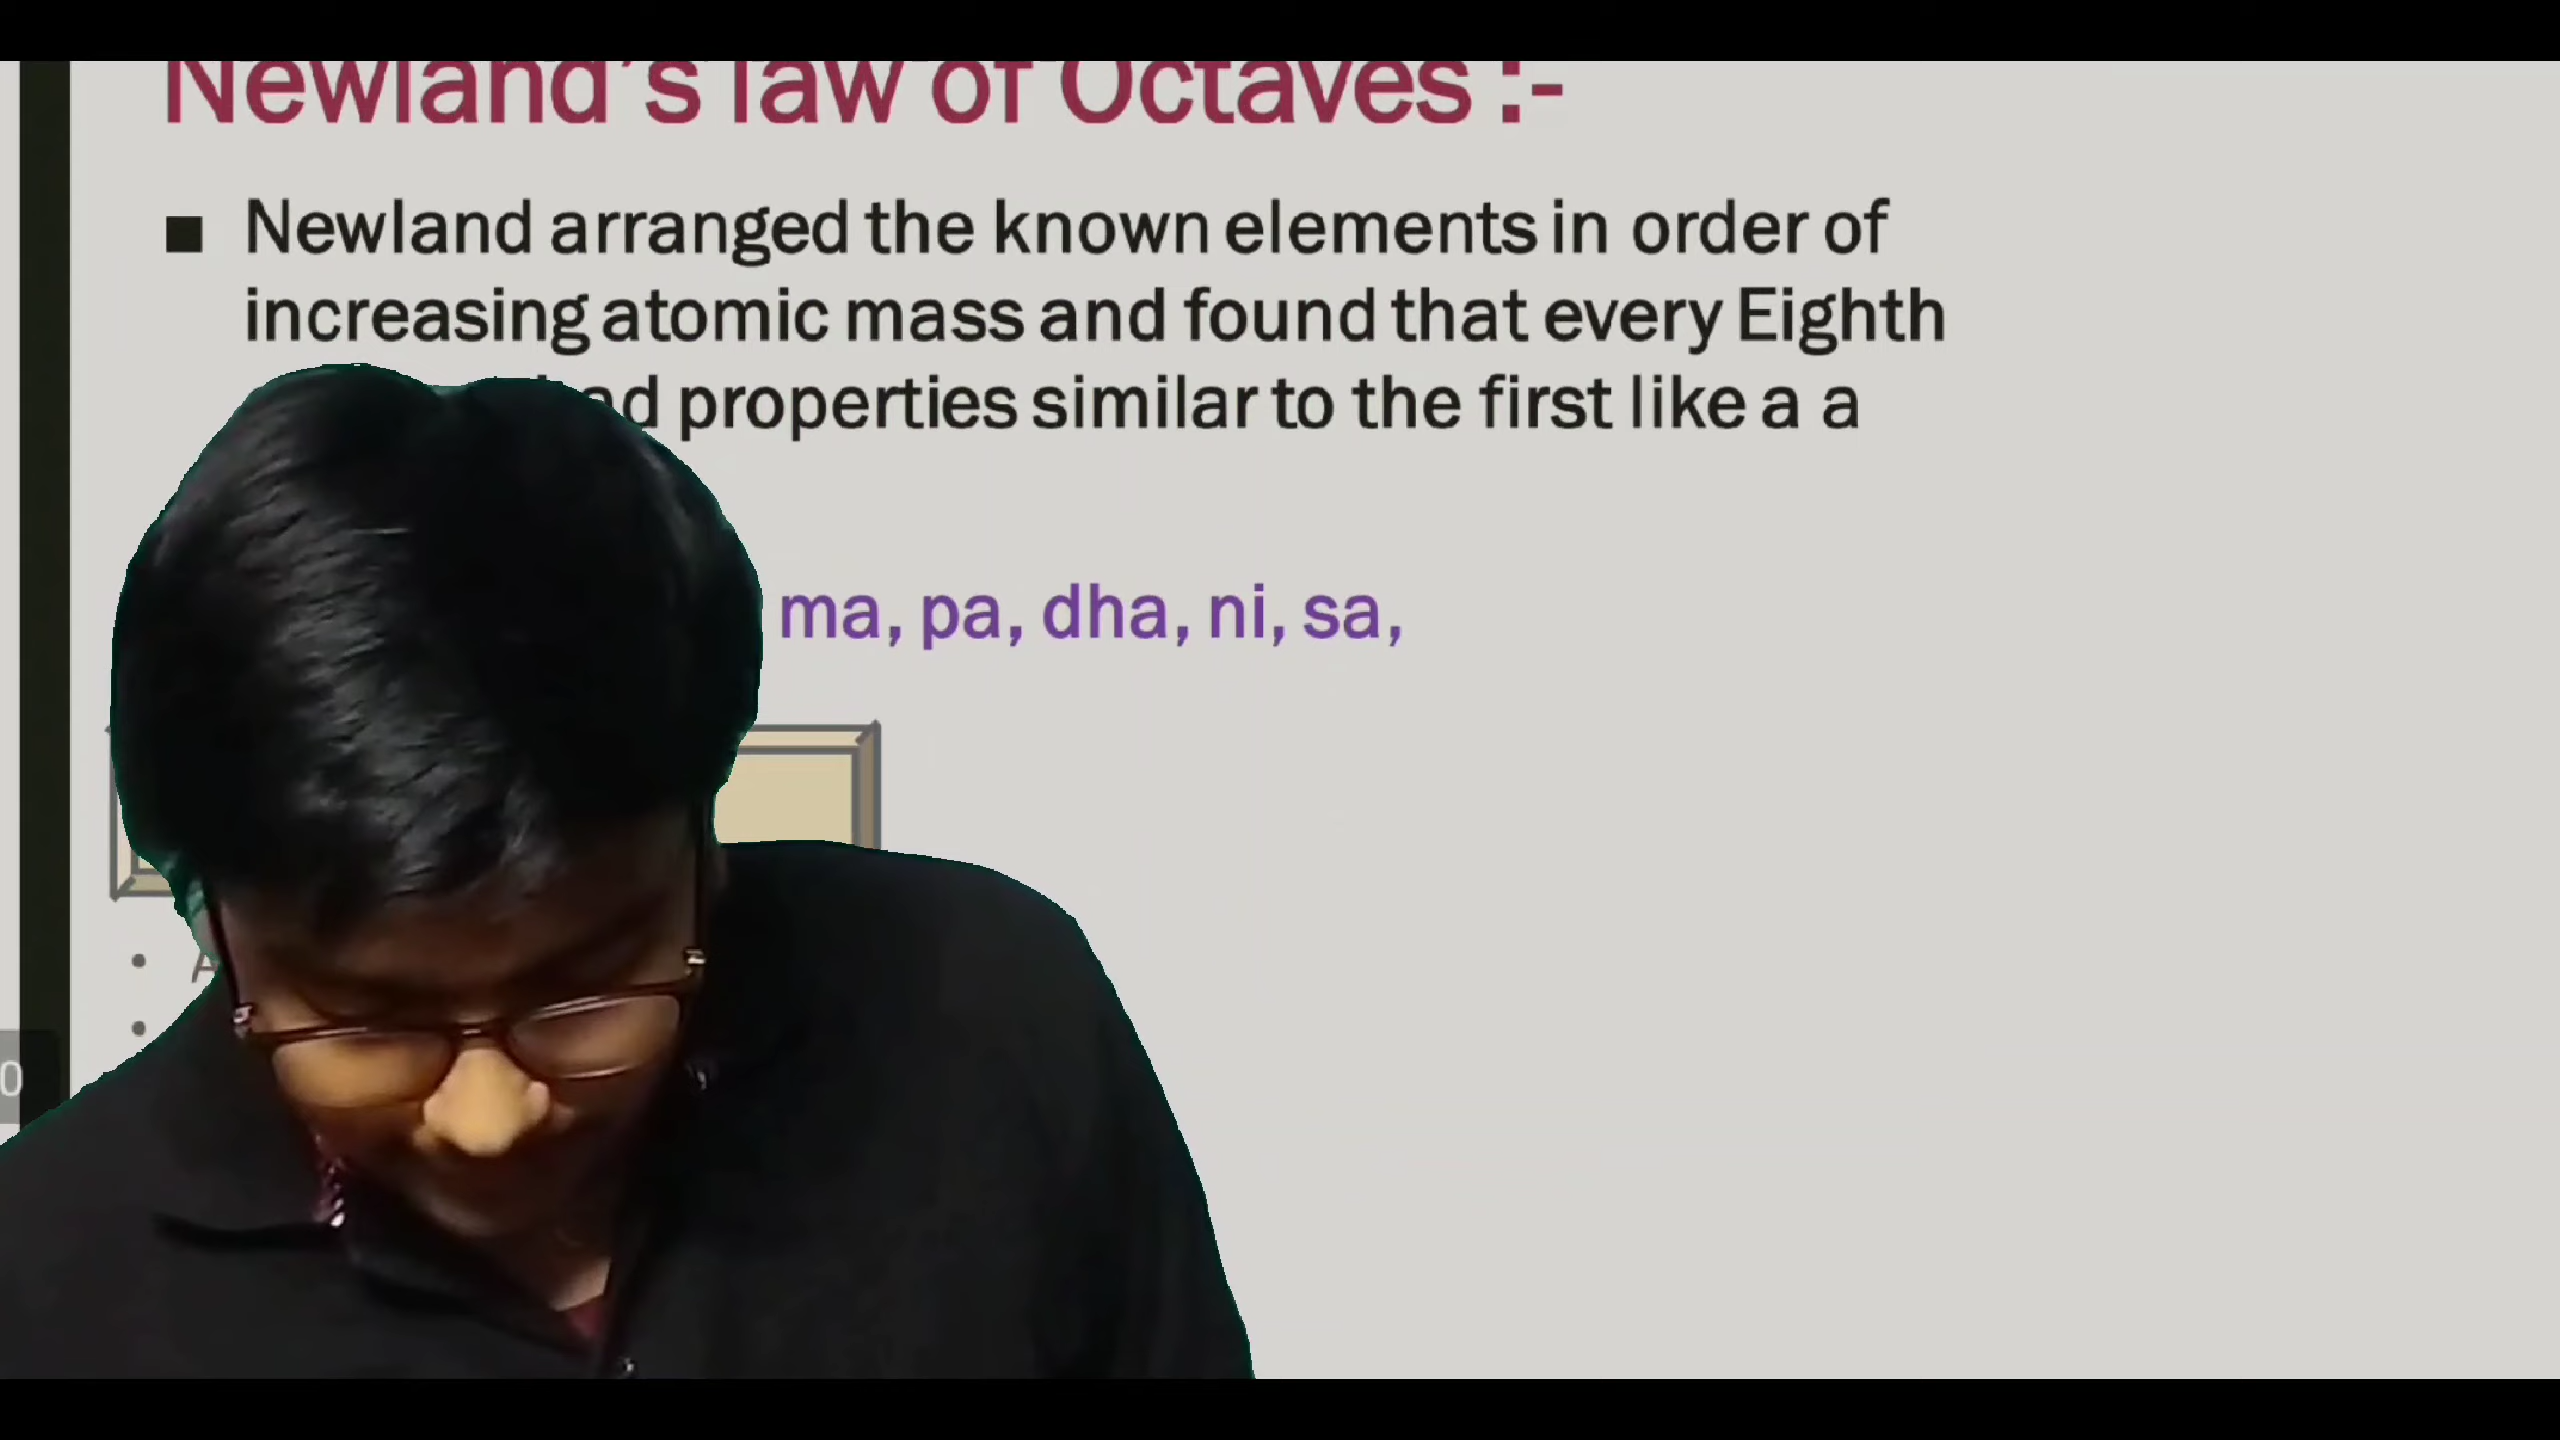 Newland's law of Octaves :-
■ Newland arranged the known elements in order of
increasing atomic mass and found that every Eighth
properties similar to the first like a a
ma, pa, dha, ni, sa,
• A
•
0